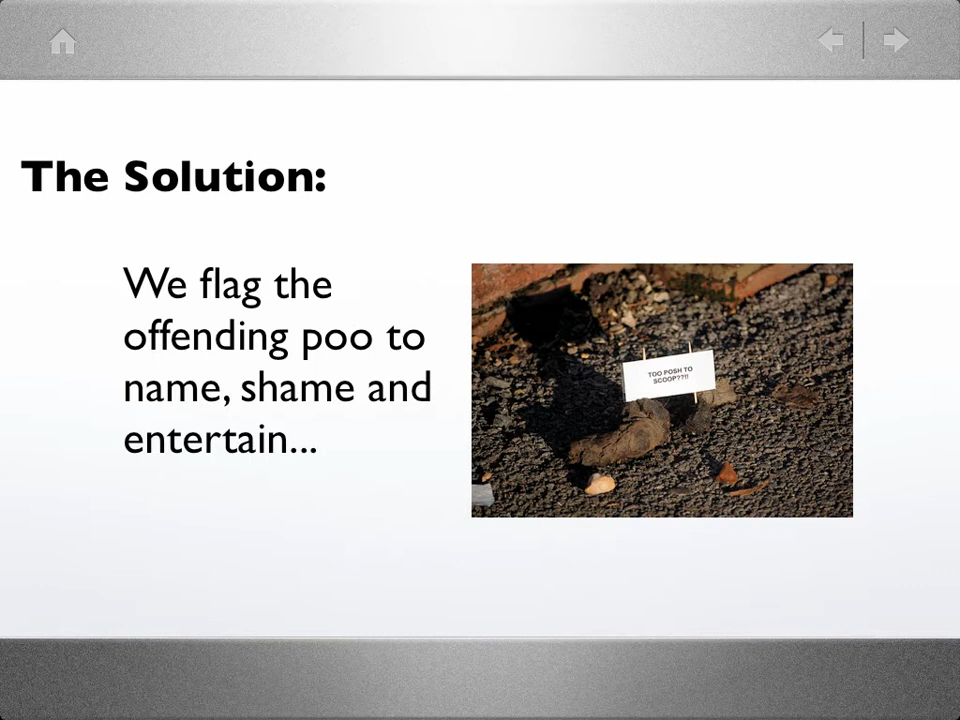 The Solution:
We flag the
offending poo to
name, shame and
entertain...
TOO POSH TO
SCOOP??!!